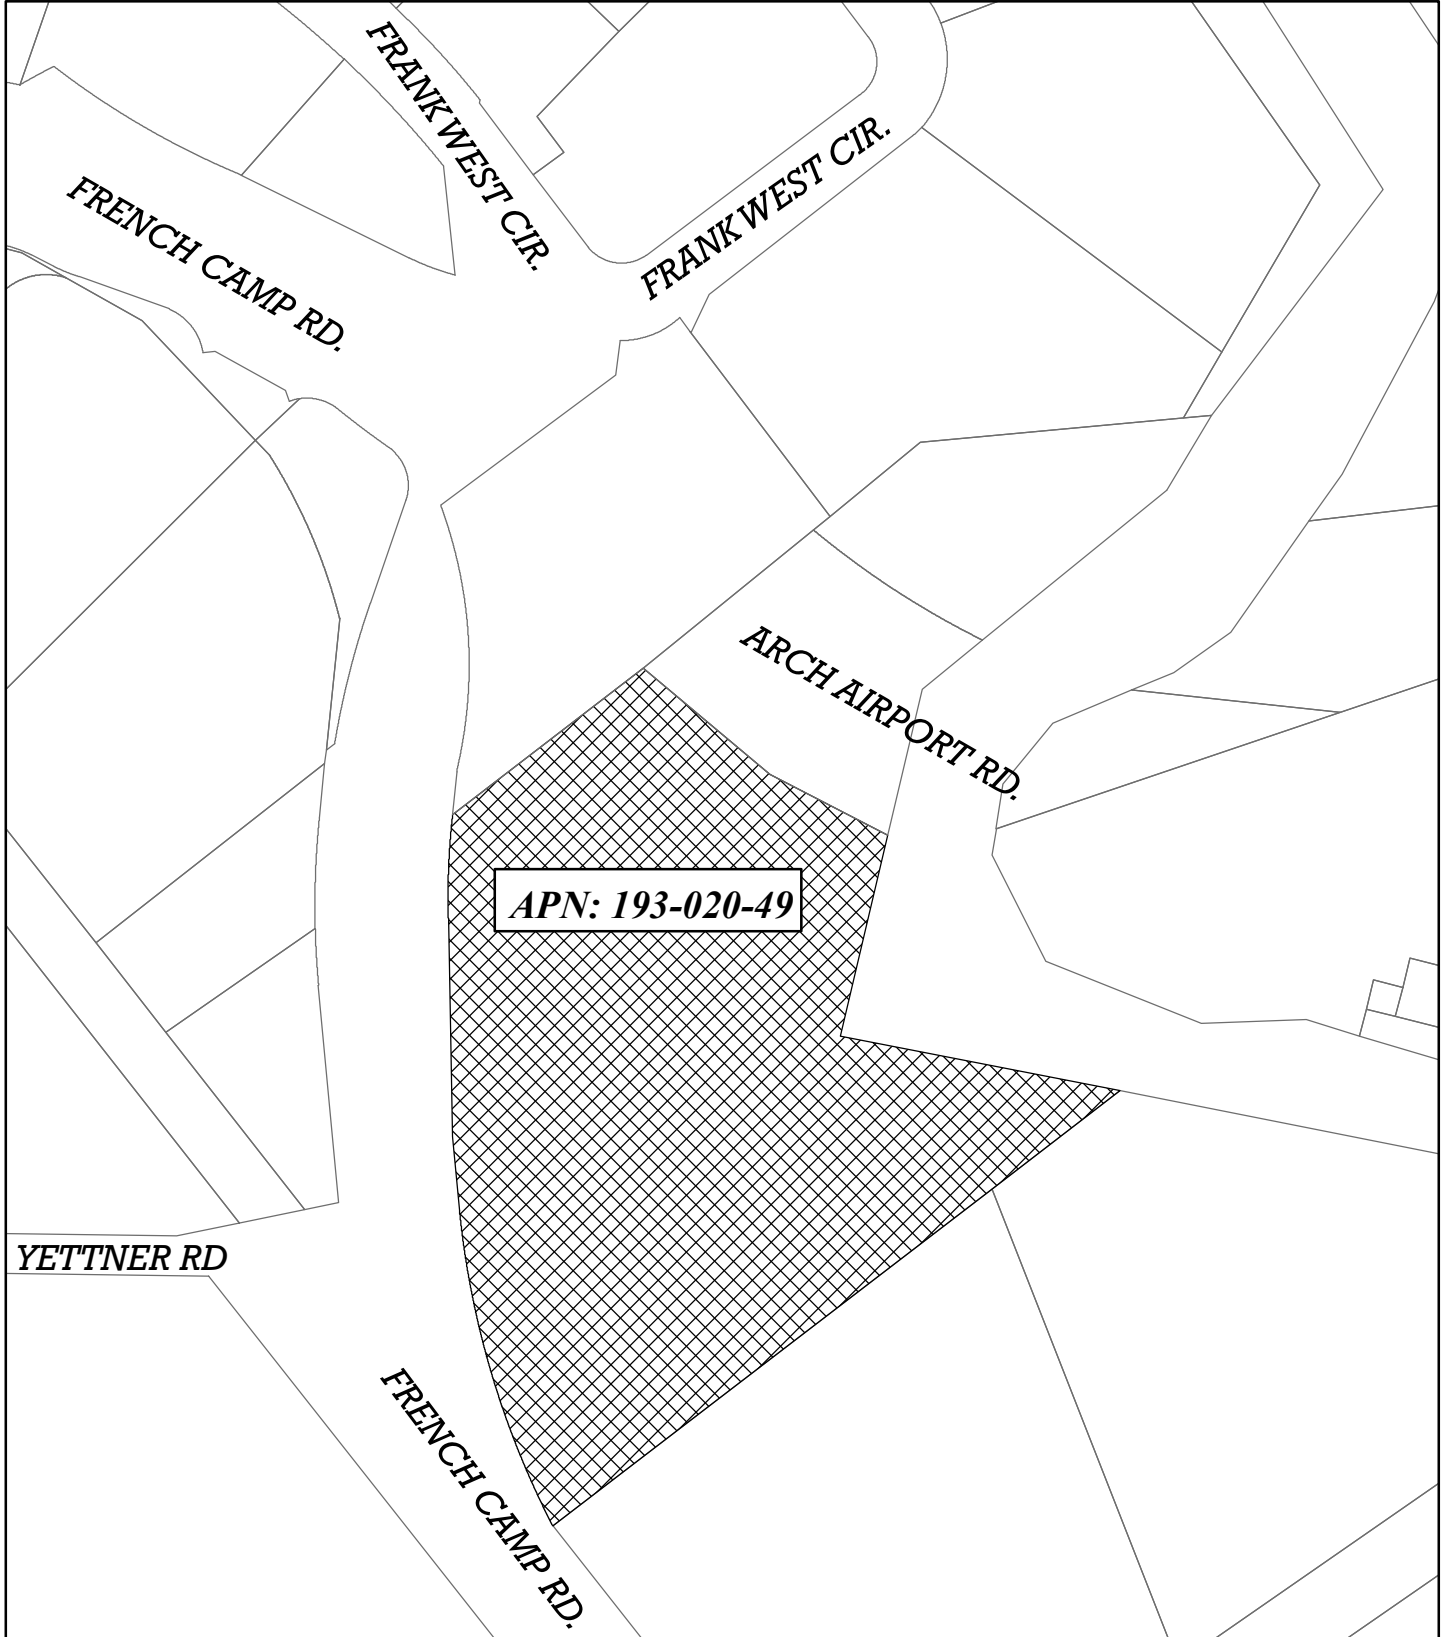 FRANK WEST CIR.
FRANK WEST CIR.
FRENCH CAMP RD.
ARCH AIRPORT RD.
APN: 193-020-49
YETTNER RD
FRENCH CAMP RD.